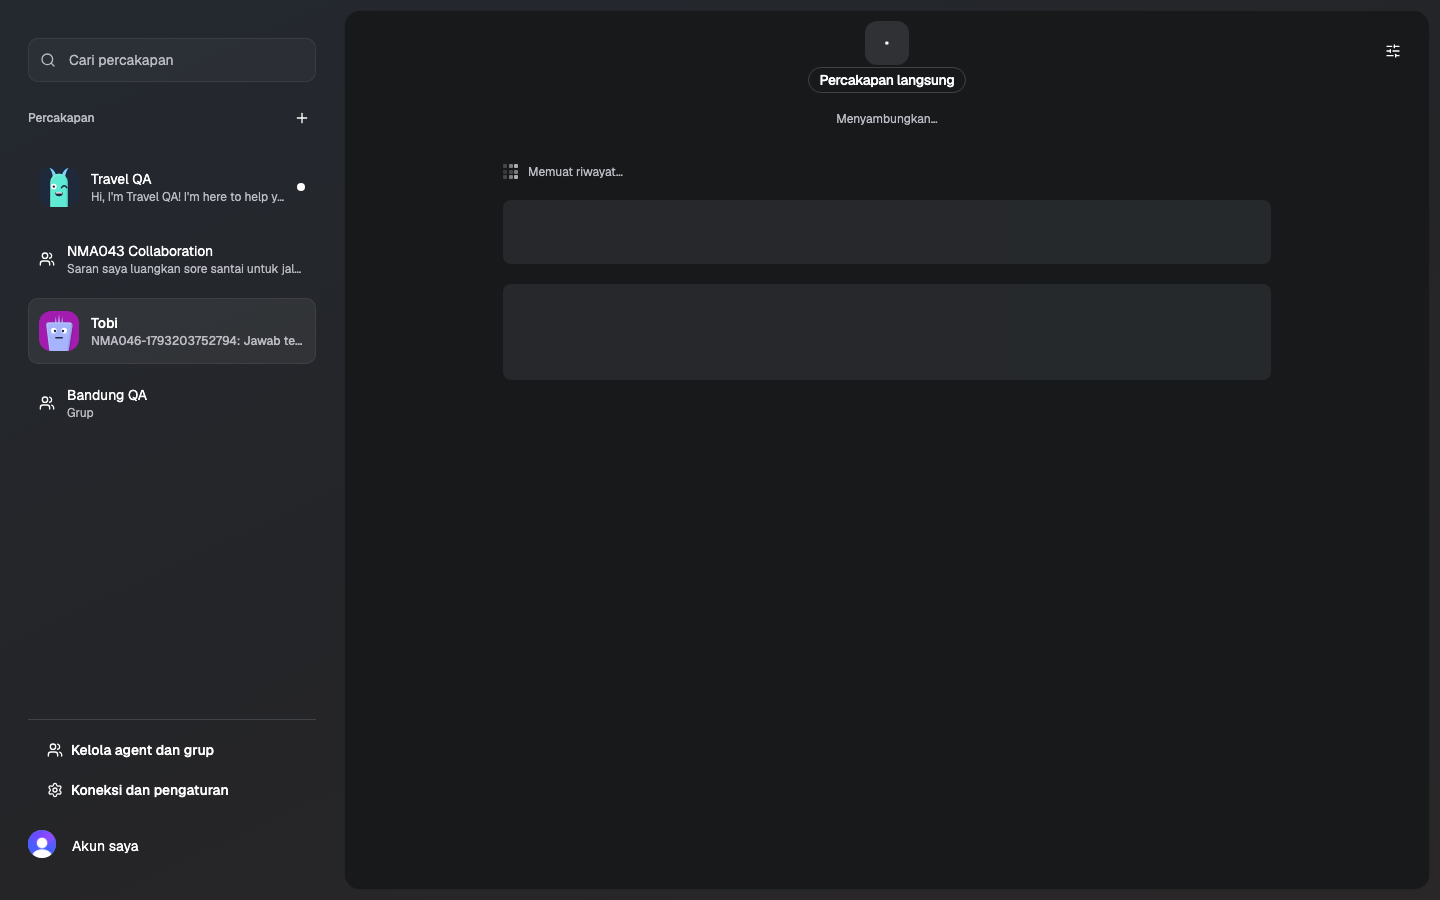 Cari percakapan
Percakapan
Travel QA
Hi, I'm Travel QA! I'm here to help y...
NMA043 Collaboration
Saran saya luangkan sore santai untuk jal...
Tobi
NMA046-1793203752794: Jawab te...
Bandung QA
Grup
Kelola agent dan grup
Koneksi dan pengaturan
Akun saya
Percakapan langsung
Menyambungkan...
Memuat riwayat...